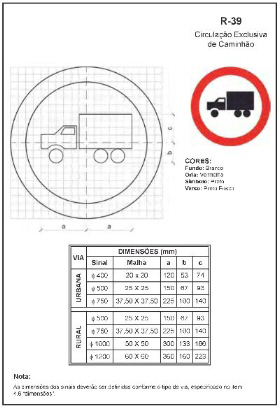 R-39
Circulação Exclusiva
de Caminhão
c
b
a
a
CORES:
Fundo: Branco
Orla: Vermelha
Símbolo: Preto
Verso: Preto Fosco
VIA
DIMENSÕES (mm)
Sinal Malha a b c
URBANA
ϕ 400 20 x 20 120 53 74
ϕ 500 25 X 25 150 67 93
ϕ 750 37,50 X 37,50 225 100 140
RURAL
ϕ 500 25 X 25 150 67 93
ϕ 750 37,50 X 37,50 225 100 140
ϕ 1000 50 X 50 300 133
ϕ 1200 60 X 60 360 160 223
Nota:
As dimensões dos sinais deverão ser definidas conforme o tipo de via, especificado no item
4.6 "dimensões".